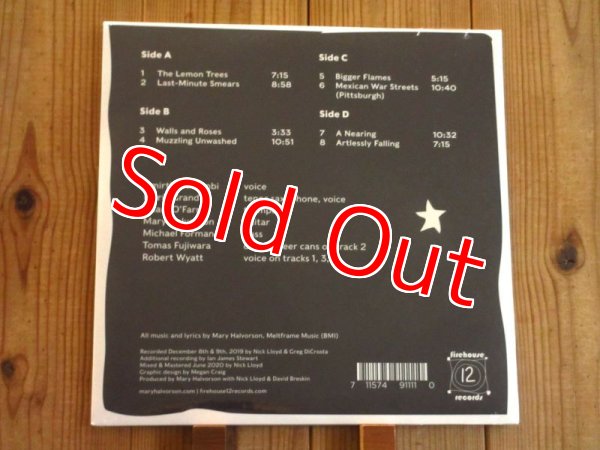 Side A
1 The Lemon Trees 7:15
2 Last-Minute Smears 8:58
Side B
3 Walls and Roses 3:33
4 Muzzling Unwashed 10:51
Side C
5 Bigger Flames 5:15
6 Mexican War Streets 10:40
(Pittsburgh)
Side D
7 A Nearing 10:32
8 Artlessly Falling 7:15
voice
voice
Michael Forman
Tomas Fujiwara cans on track 2
Robert Wyatt voice on tracks 1, 3,
Sold Out
All music and lyrics by Mary Halvorson, Meltframe Music (BMI)
Recorded December 8th & 9th, 2019 by Nick Lloyd & Greg DiCrosta
Additional recording by Ian James Stewart
Mixed & Mastered June 2020 by Nick Lloyd
Graphic design by Megan Craig
Produced by Mary Halvorson with Nick Lloyd & David Breskin
maryhalvorson.com | firehouse12records.com
7 11574 91111 0
firehouse
12
records